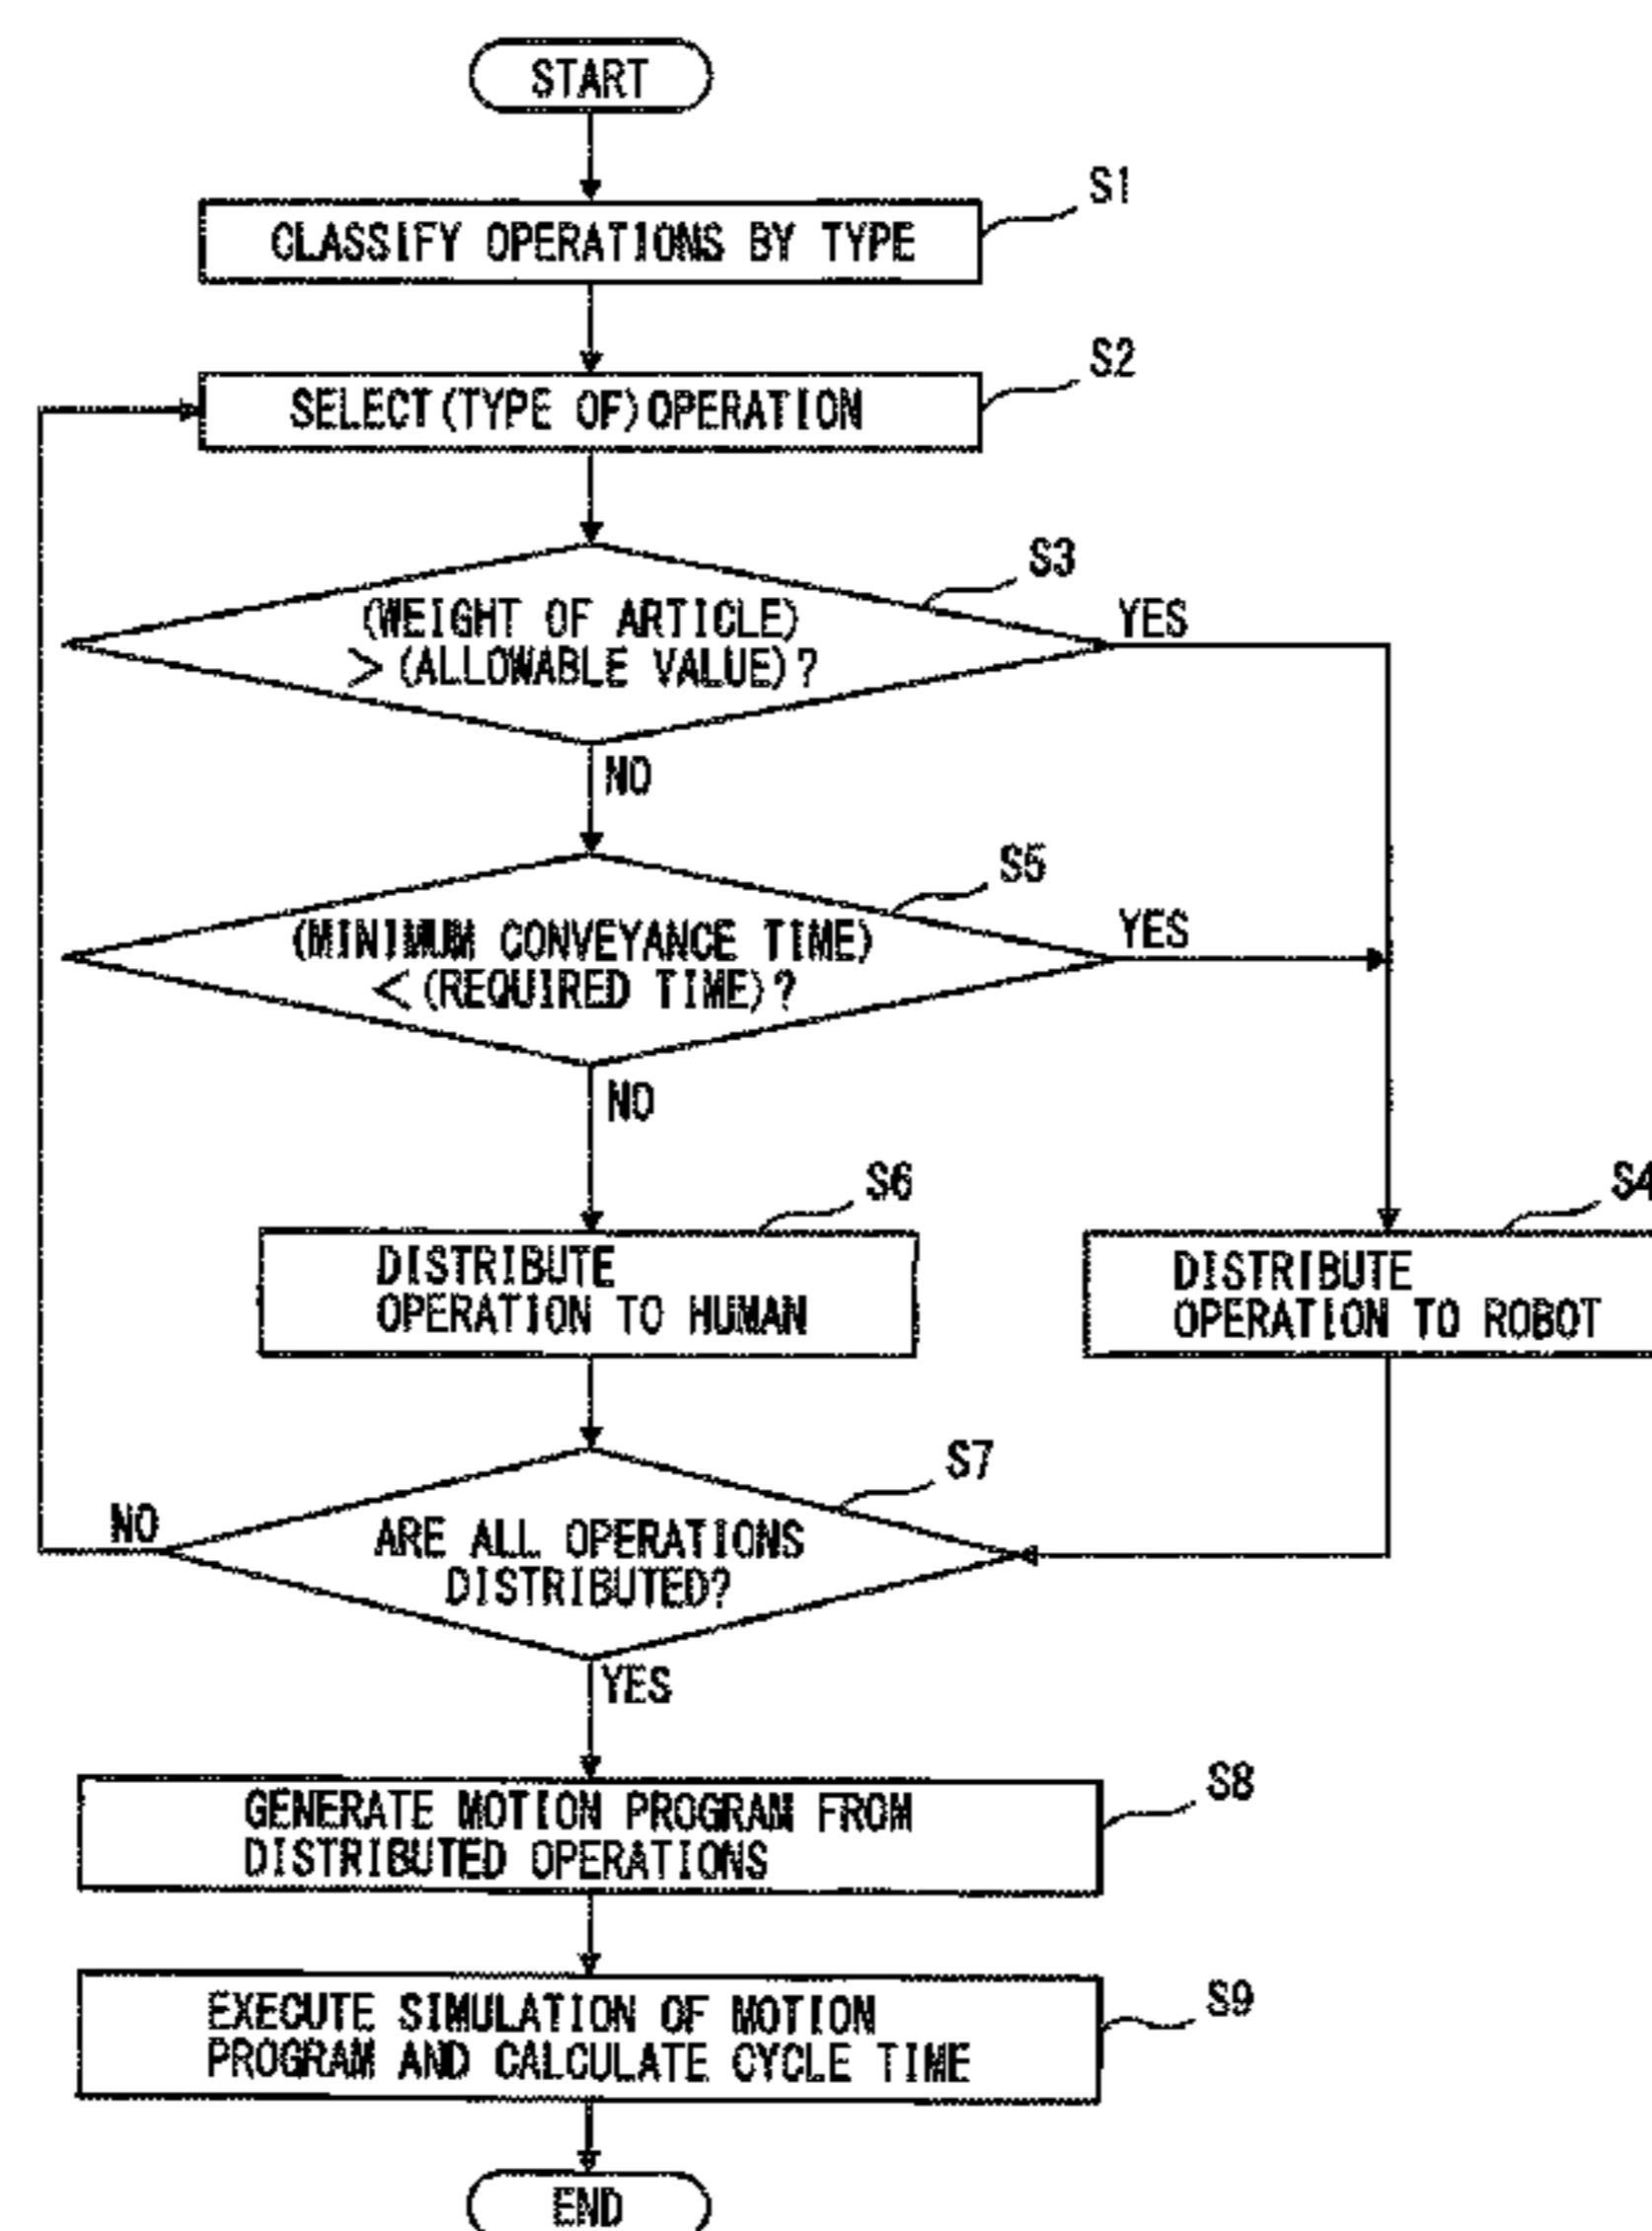 START
S1
CLASSIFY OPERATIONS BY TYPE
S2
SELECT(TYPE OF)OPERATION
S3
(WEIGHT OF ARTICLE)
>(ALLOWABLE VALUE)?
YES
NO
S5
(MINIMUM CONVEYANCE TIME)
<(REQUIRED TIME)?
YES
NO
S6
DISTRIBUTE
OPERATION TO HUMAN
S4
DISTRIBUTE
OPERATION TO ROBOT
S7
NO
ARE ALL OPERATIONS
DISTRIBUTED?
YES
S8
GENERATE MOTION PROGRAM FROM
DISTRIBUTED OPERATIONS
S9
EXECUTE SIMULATION OF MOTION
PROGRAM AND CALCULATE CYCLE TIME
END